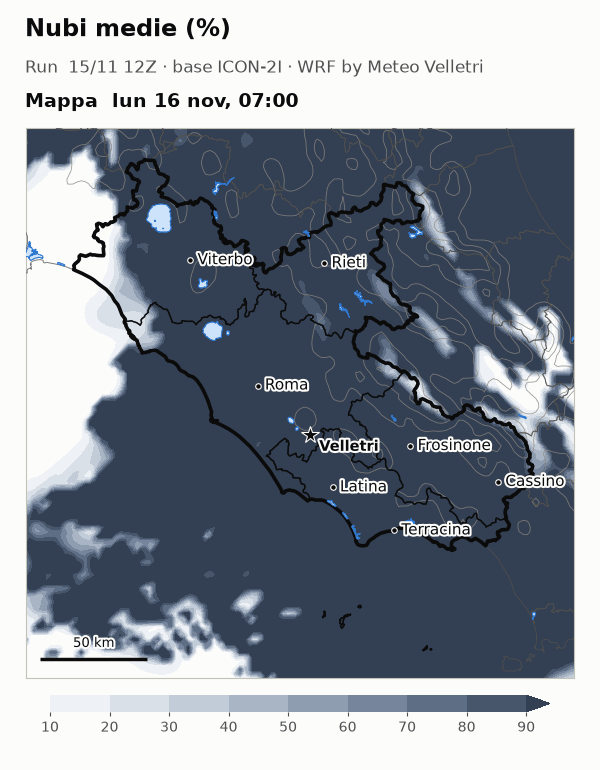 Nubi medie (%)
Run 15/11 12Z · base ICON-2I · WRF by Meteo Velletri
Mappa lun 16 nov, 07:00
Viterbo
Rieti
Roma
Velletri
Frosinone
Latina
Cassino
Terracina
50 km
10 20 30 40 50 60 70 80 90